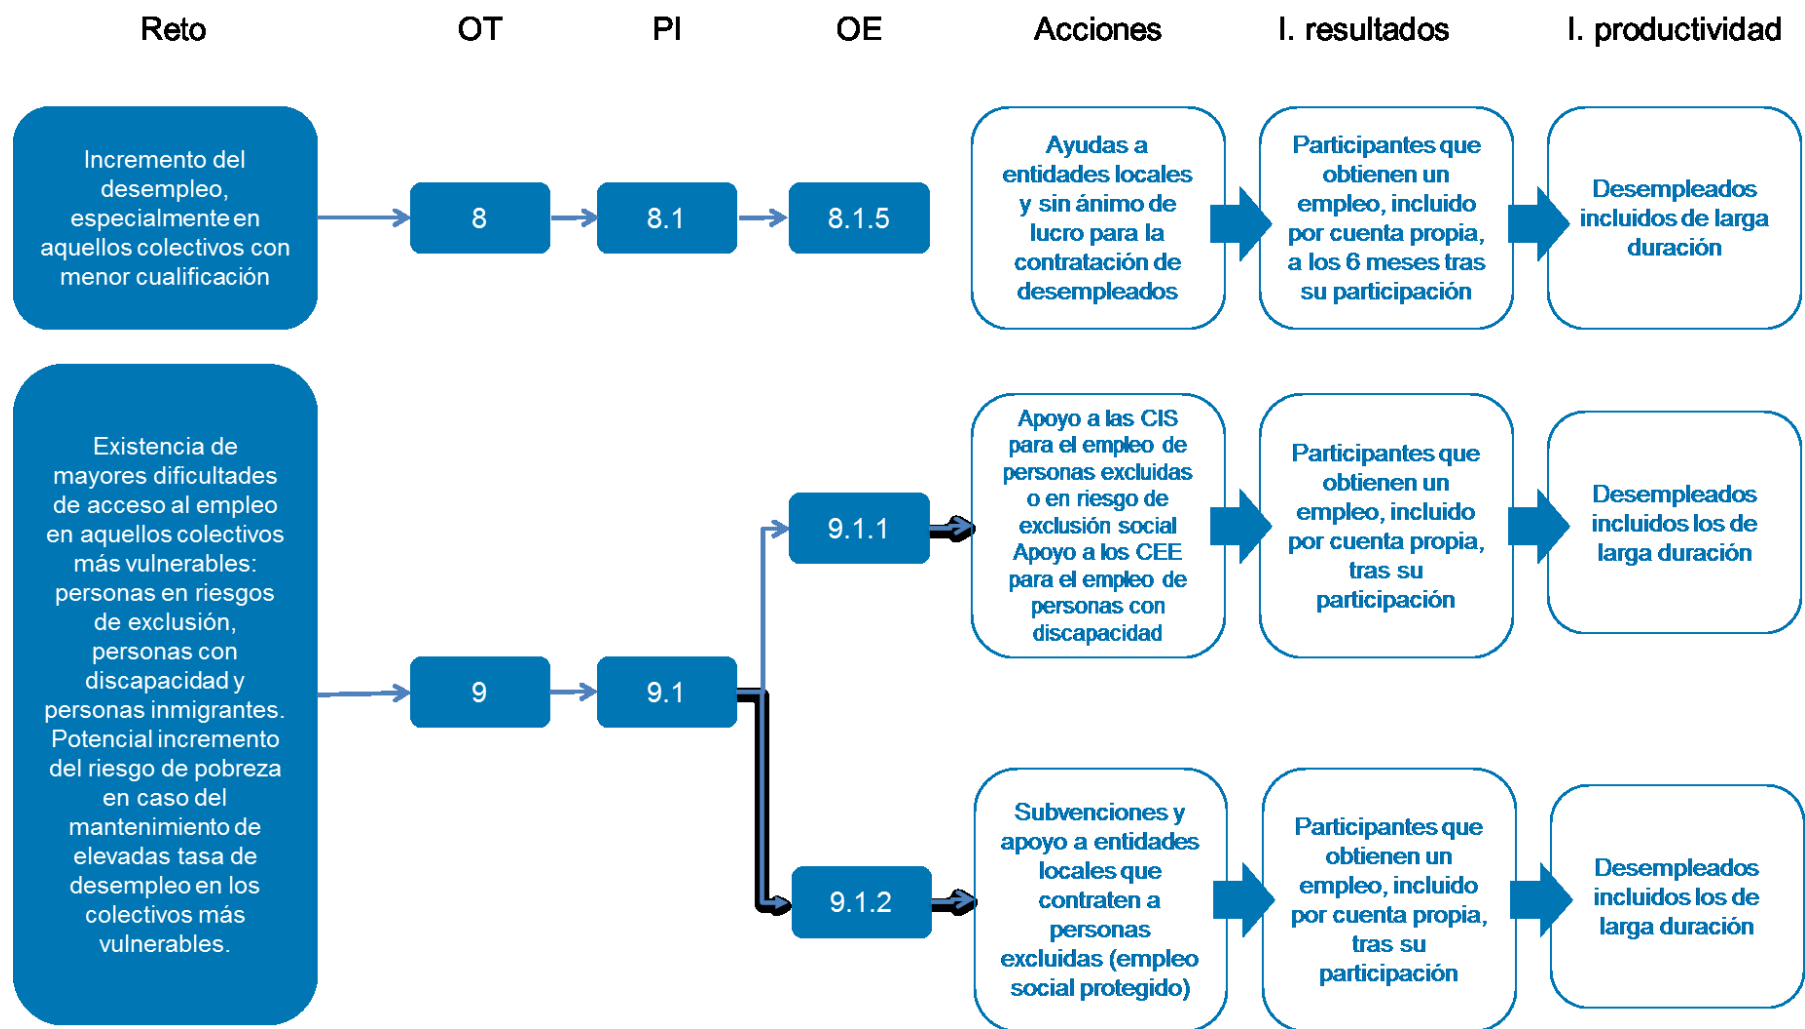 Reto
OT
PI
OE
Acciones
I. resultados
I. productividad
Incremento del
desempleo,
especialmente en
aquellos colectivos con
menor cualificación
8
8.1
8.1.5
Ayudas a
entidades locales
y sin ánimo de
lucro para la
contratación de
desempleados
Participantes que
obtienen un
empleo, incluido
por cuenta propia,
a los 6 meses tras
su participación
Desempleados
incluidos de larga
duración
Existencia de
mayores dificultades
de acceso al empleo
en aquellos colectivos
más vulnerables:
personas en riesgos
de exclusión,
personas con
discapacidad y
personas inmigrantes.
Potencial incremento
del riesgo de pobreza
en caso del
mantenimiento de
elevadas tasa de
desempleo en los
colectivos más
vulnerables.
9
9.1
9.1.1
Apoyo a las CIS
para el empleo de
personas excluidas
o en riesgo de
exclusión social
Apoyo a los CEE
para el empleo de
personas con
discapacidad
Participantes que
obtienen un
empleo, incluido
por cuenta propia,
tras su
participación
Desempleados
incluidos los de
larga duración
9.1.2
Subvenciones y
apoyo a entidades
locales que
contraten a
personas
excluidas (empleo
social protegido)
Participantes que
obtienen un
empleo, incluido
por cuenta propia,
tras su
participación
Desempleados
incluidos los de
larga duración